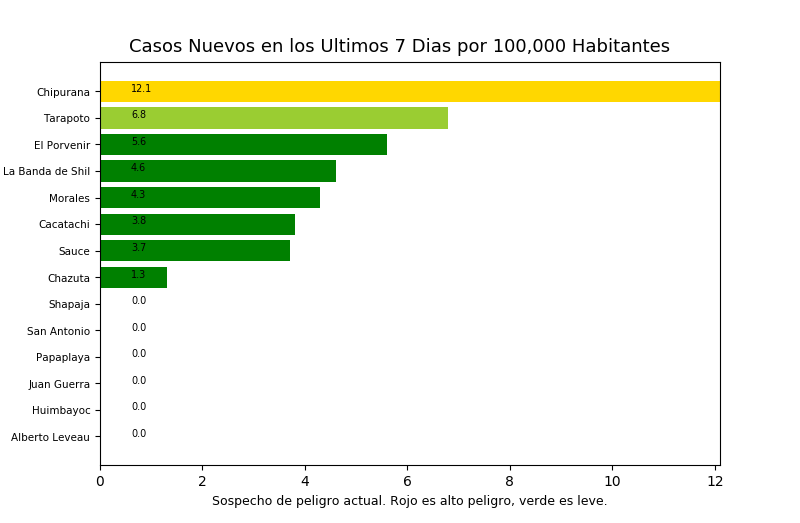 Casos Nuevos en los Ultimos 7 Dias por 100,000 Habitantes
Chipurana 12.1
Tarapoto 6.8
El Porvenir 5.6
La Banda de Shil 4.6
Morales 4.3
Cacatachi 3.8
Sauce 3.7
Chazuta 1.3
Shapaja 0.0
San Antonio 0.0
Papaplaya 0.0
Juan Guerra 0.0
Huimbayoc 0.0
Alberto Leveau 0.0
0 2 4 6 8 10 12
Sospecho de peligro actual. Rojo es alto peligro, verde es leve.